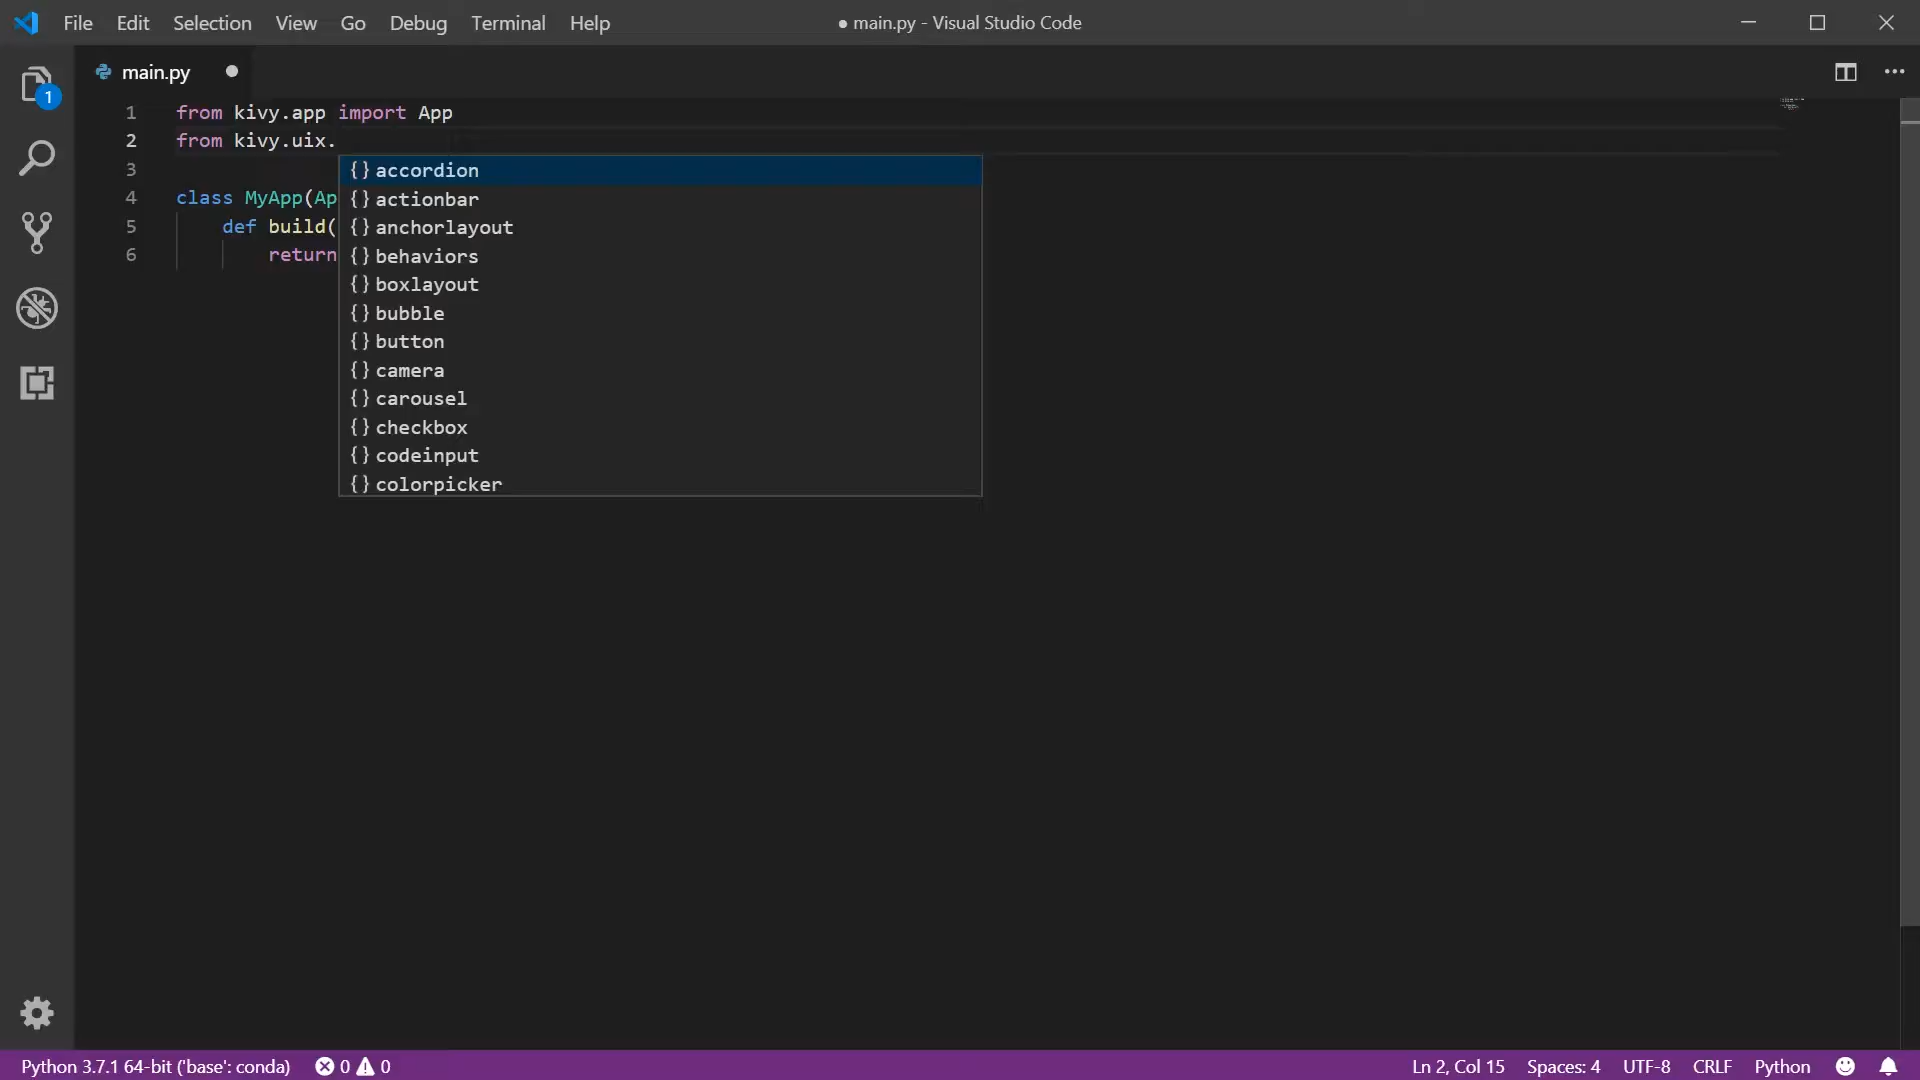 File Edit Selection View Go Debug Terminal Help ● main.py - Visual Studio Code
1
main.py
1 from kivy.app import App
2 from kivy.uix.
3
4 class MyApp(Ap
5 def build(
6 return
{} accordion
{} actionbar
{} anchorlayout
{} behaviors
{} boxlayout
{} bubble
{} button
{} camera
{} carousel
{} checkbox
{} codeinput
{} colorpicker
Python 3.7.1 64-bit ('base': conda) 0 0 Ln 2, Col 15 Spaces: 4 UTF-8 CRLF Python